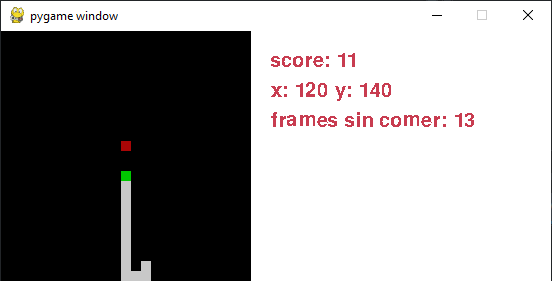 pygame window
score: 11
x: 120 y: 140
frames sin comer: 13